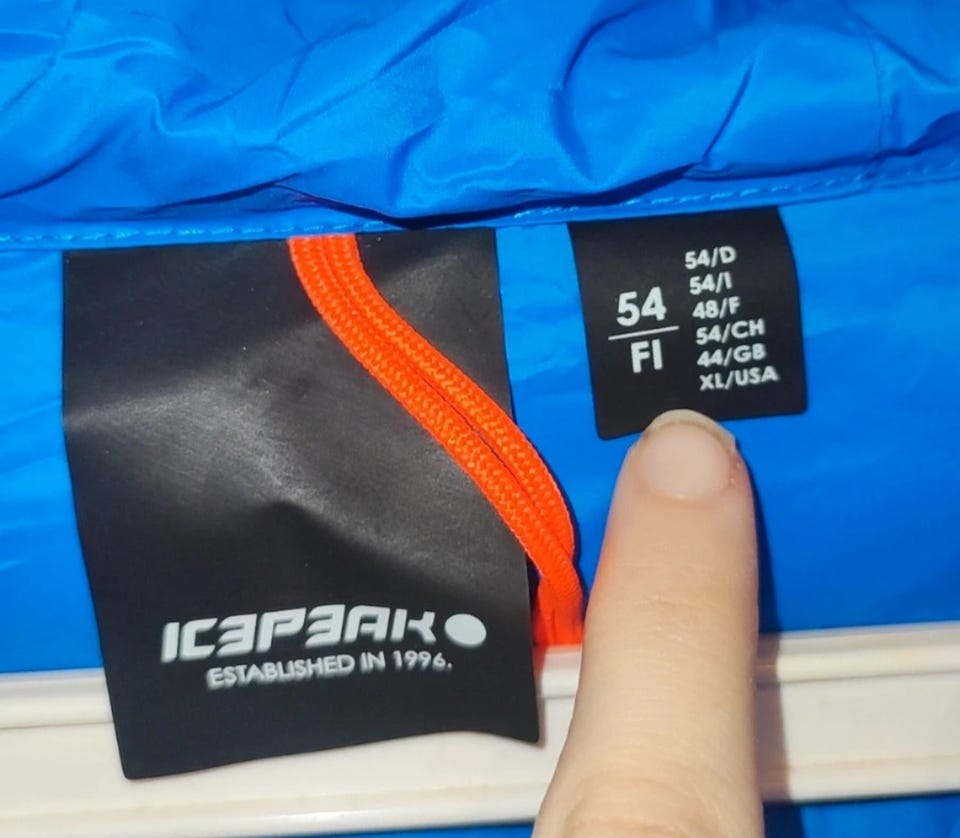 ICEPEAK
ESTABLISHED IN 1996.
54
FI
54/D
54/I
48/F
54/CH
44/GB
XL/USA